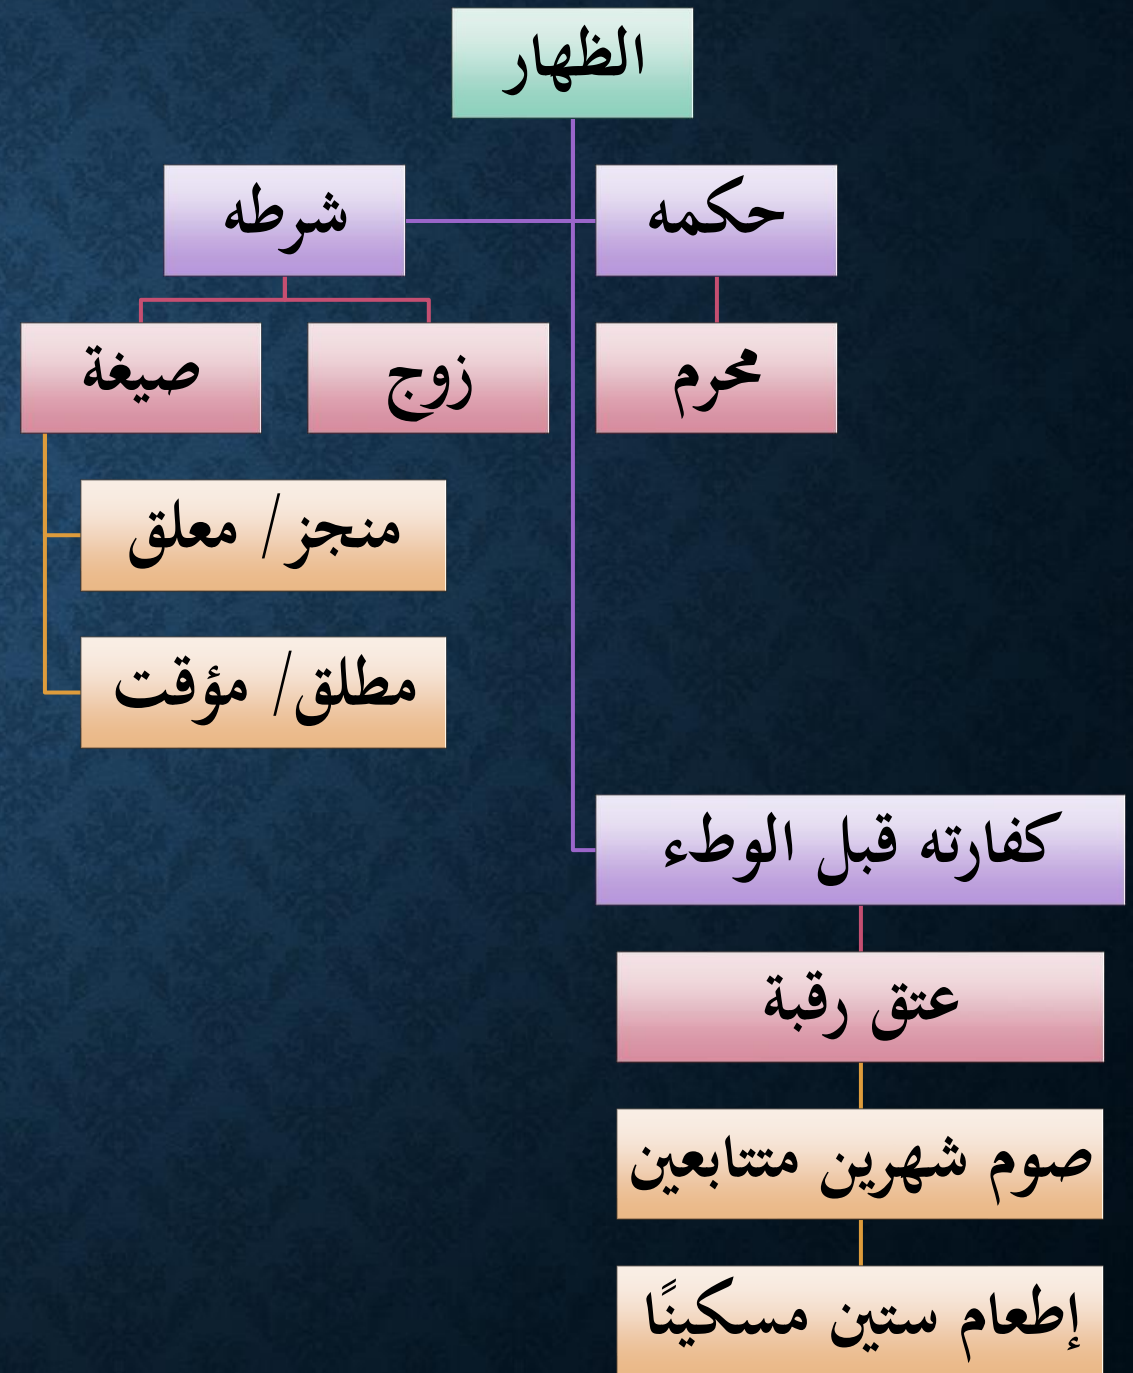 الظهار
حكمه
شرطه
محرم
زوج
صيغة
منجز/ معلق
مطلق/ مؤقت
كفارته قبل الوطء
عتق رقبة
صوم شهرين متتابعين
إطعام ستين مسكينًا